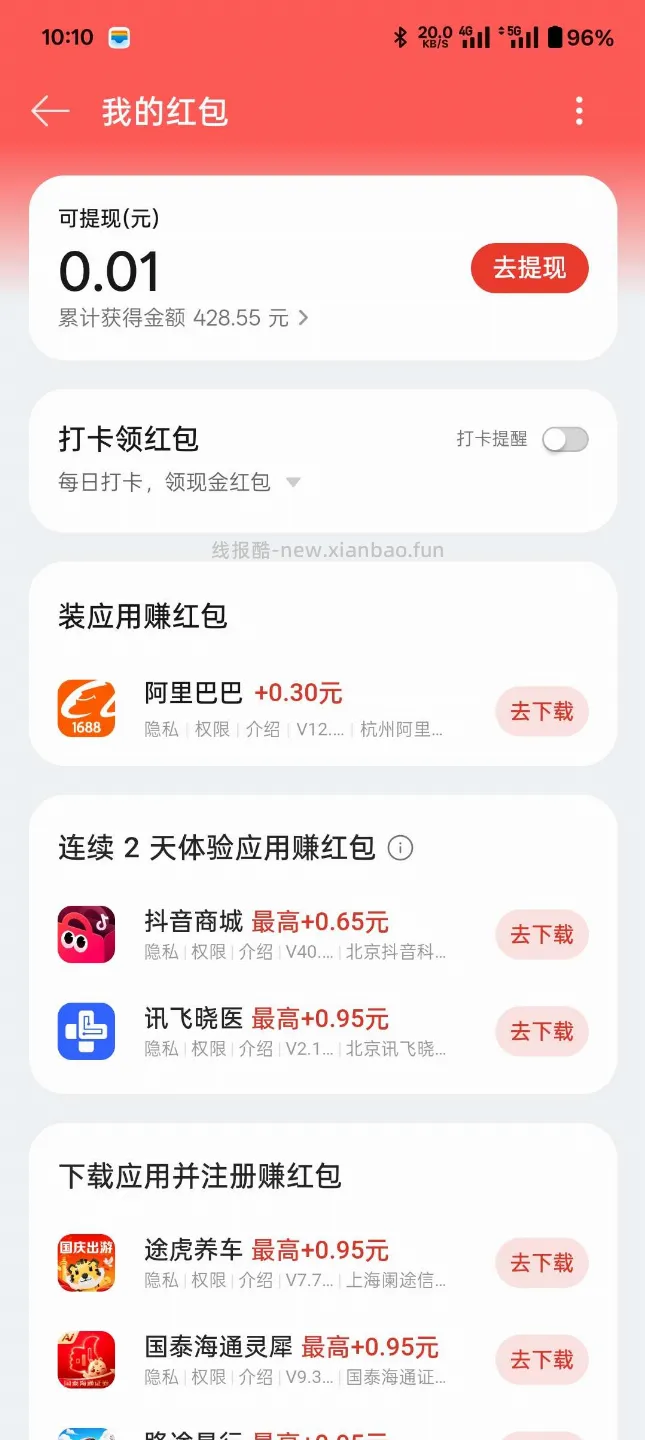 10:10 20.0 KB/S 4G 5G 96%
我的红包
可提现(元)
0.01
去提现
累计获得金额 428.55 元
打卡领红包
打卡提醒
每日打卡，领现金红包
线报酷-new.xianbao.fun
装应用赚红包
阿里巴巴 +0.30元
1688
去下载
隐私 | 权限 | 介绍 | V12.... | 杭州阿里...
连续 2 天体验应用赚红包
抖音商城 最高+0.65元
去下载
隐私 | 权限 | 介绍 | V40.... | 北京抖音科...
讯飞晓医 最高+0.95元
去下载
隐私 | 权限 | 介绍 | V2.1... | 北京讯飞晓...
下载应用并注册赚红包
国庆出游
途虎养车 最高+0.95元
去下载
隐私 | 权限 | 介绍 | V7.7... | 上海阑途信...
AI
国泰海通灵犀 最高+0.95元
去下载
隐私 | 权限 | 介绍 | V9.3... | 国泰海通证...